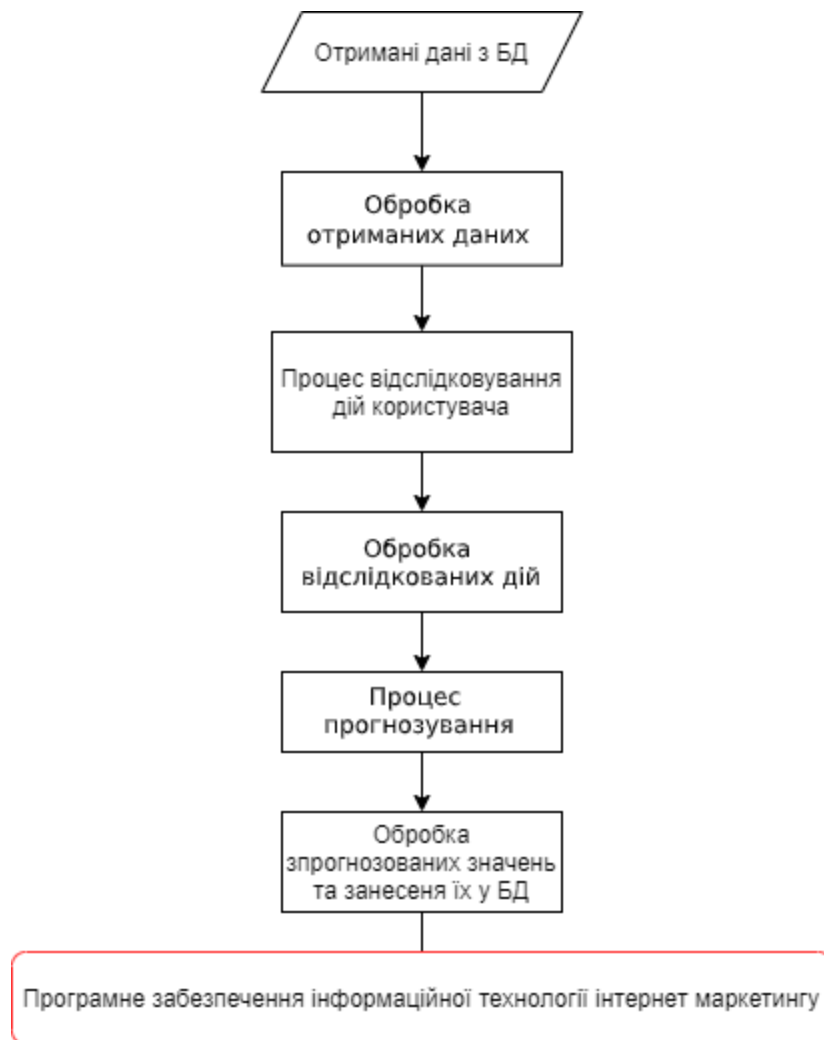 Отримані дані з БД
Обробка
отриманих даних
Процес відслідковування
дій користувача
Обробка
відслідкованих дій
Процес
прогнозування
Обробка
зпрогнозованих значень
та занесеня їх у БД
Програмне забезпечення інформаційної технології інтернет маркетингу